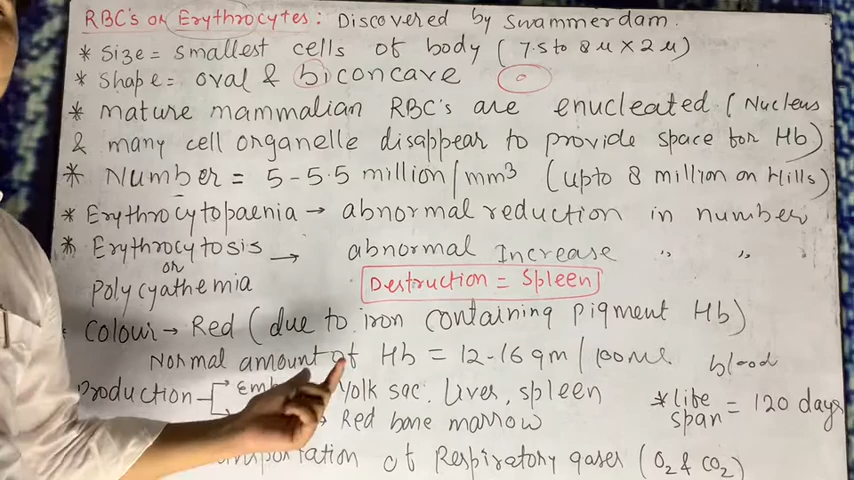 RBC's or Erythrocytes: Discovered by Swammerdam.
* Size = smallest cells of body (7.5 to 8 µ × 2 µ)
* Shape = oval & biconcave
* mature mammalian RBC's are enucleated (Nucleus
& many cell organelle disappear to provide space for Hb)
* Number = 5-5.5 million/mm³ (upto 8 million on Hills)
* Erythrocytopaenia → abnormal reduction in number
* Erythrocytosis → abnormal Increase " "
or
Polycyathemia
Destruction = Spleen
* Colour → Red (due to iron containing pigment Hb)
Normal amount of Hb = 12-16 gm/100ml blood
Production Yolk sac, Liver, spleen
Red bone marrow
* life span = 120 days
of Respiratory gases (O₂ & CO₂)